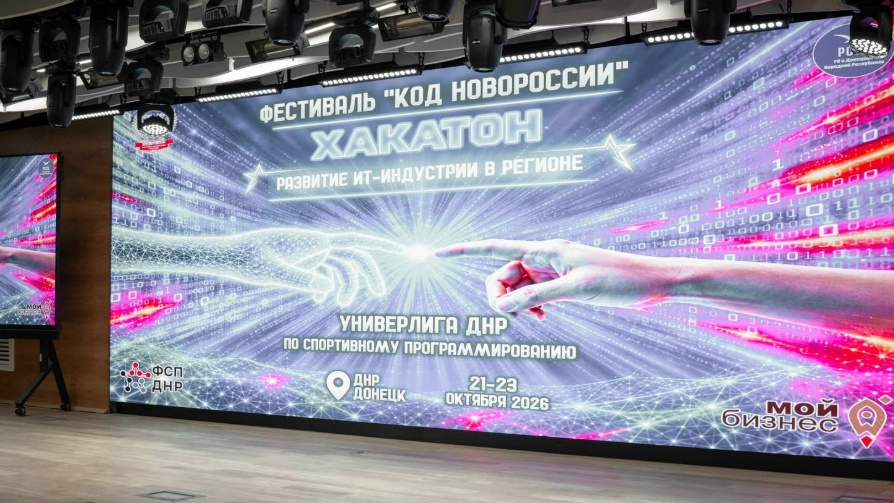 ФЕСТИВАЛЬ "КОД НОВОРОССИИ"
ХАКАТОН
РАЗВИТИЕ ИТ-ИНДУСТРИИ В РЕГИОНЕ
УНИВЕРЛИГА ДНР
ПО СПОРТИВНОМУ ПРОГРАММИРОВАНИЮ
ФСП
ДНР
ДНР
ДОНЕЦК
21-23
ОКТЯБРЯ 2026
мой
бизнес
МОЙ